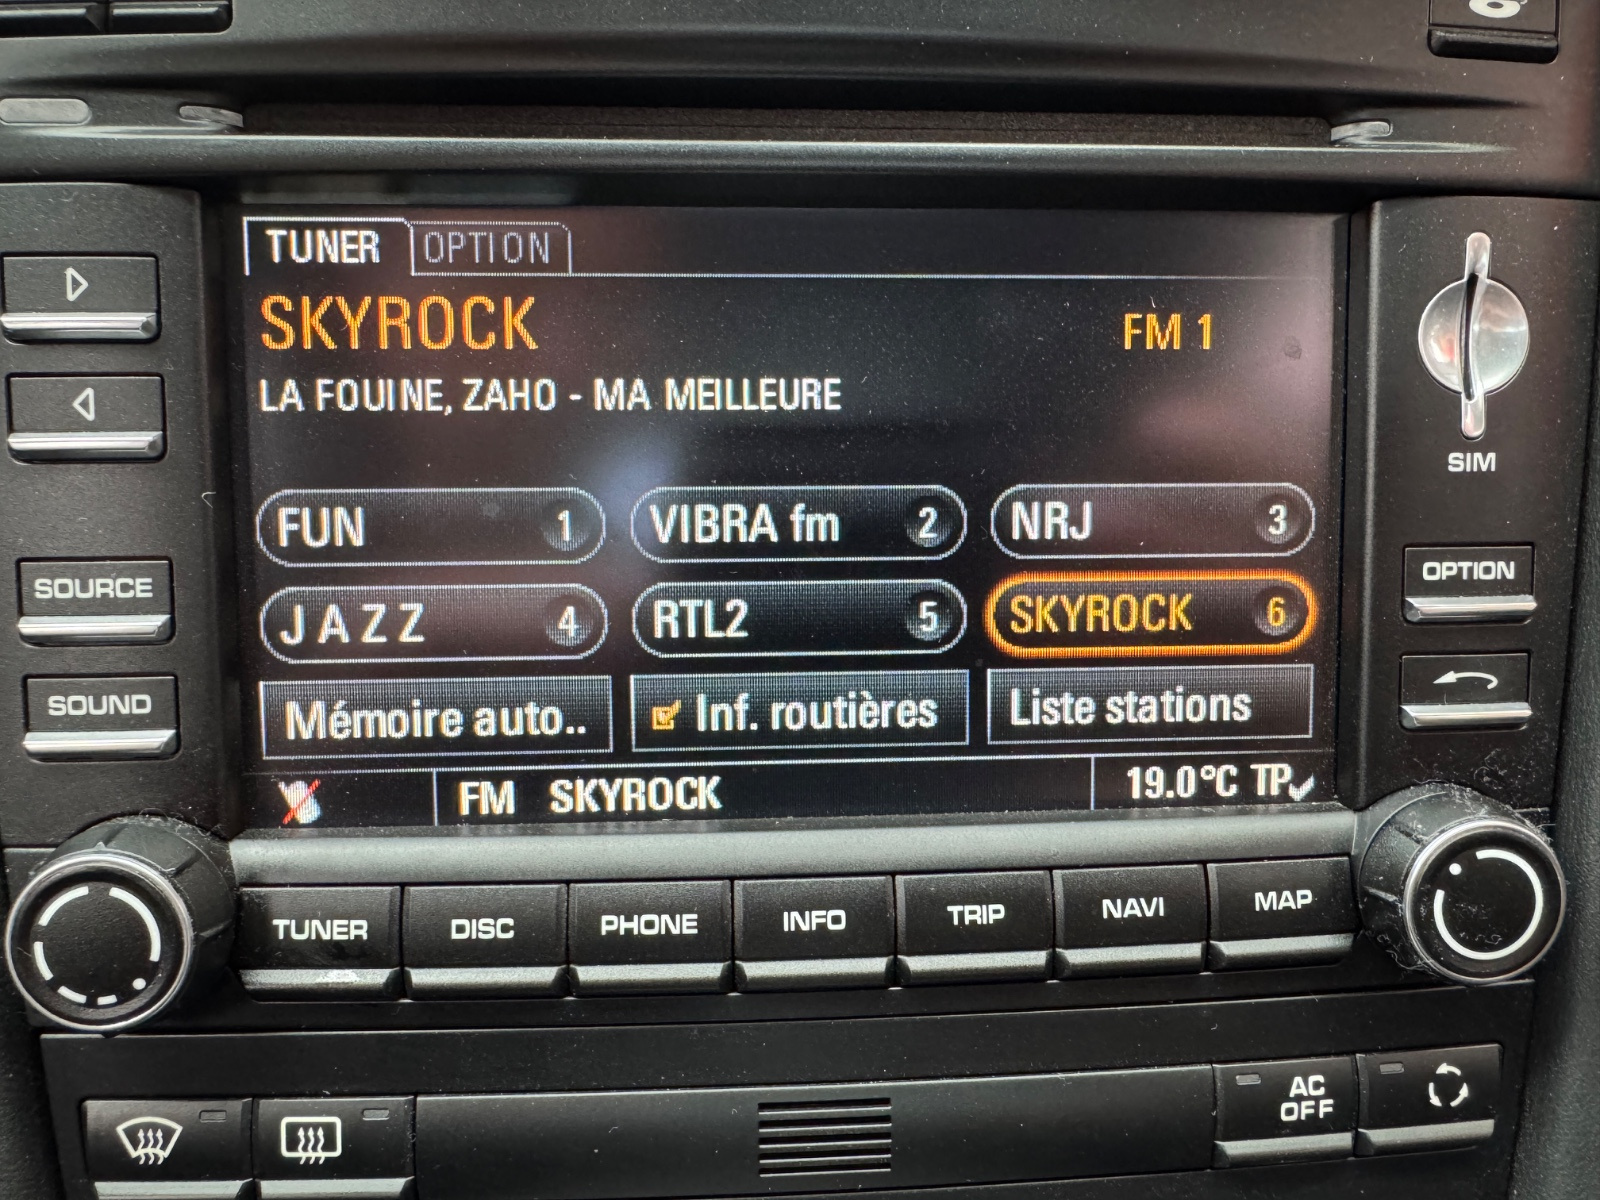 TUNER OPTION
SKYROCK FM 1
LA FOUINE, ZAHO - MA MEILLEURE
SIM
FUN 1 VIBRA fm 2 NRJ 3
SOURCE
OPTION
JAZZ 4 RTL2 5 SKYROCK 6
SOUND
Mémoire auto.. Inf. routières Liste stations
FM SKYROCK 19.0°C TP
TUNER DISC PHONE INFO TRIP NAVI MAP
AC
OFF